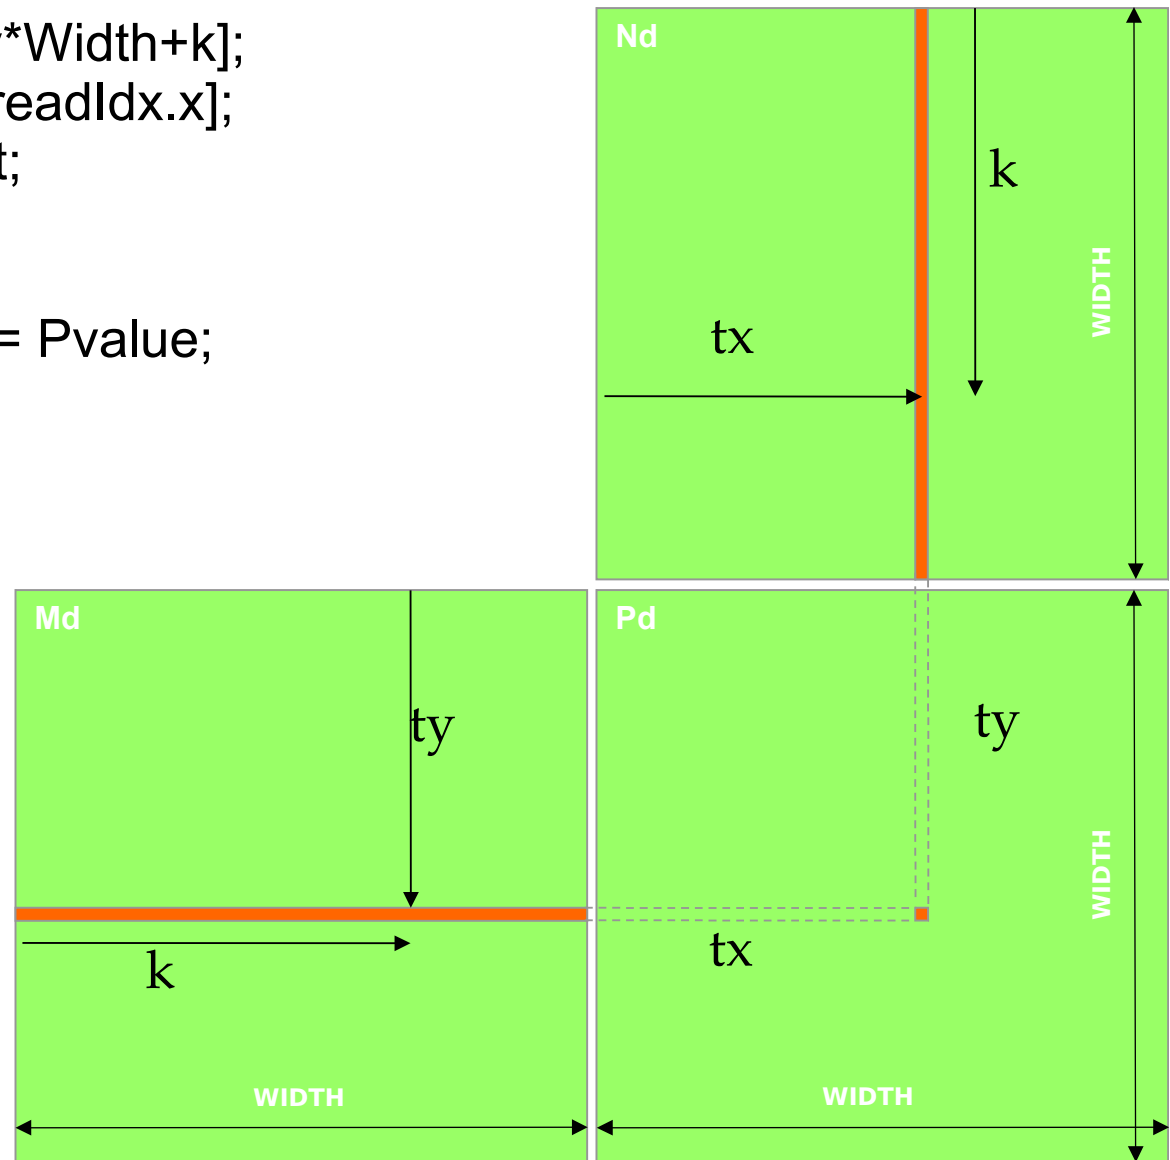 *Width+k];
readIdx.x];
t;
= Pvalue;
Nd
k
WIDTH
tx
Md
ty
k
WIDTH
Pd
ty
tx
WIDTH
WIDTH